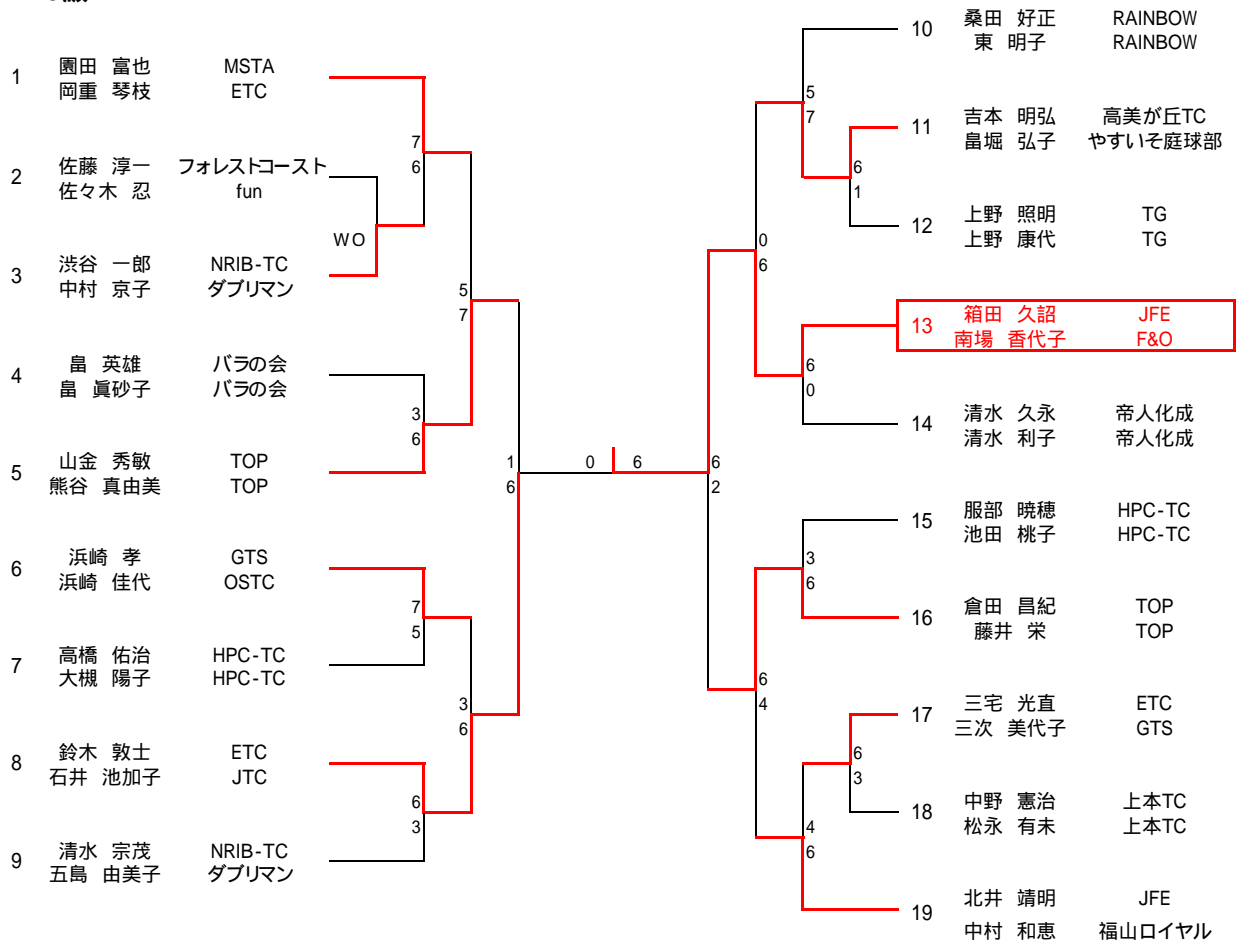 1 園田 富也 MSTA
岡重 琴枝 ETC
2 佐藤 淳一 フォレストコースト
佐々木 忍 fun
3 渋谷 一郎 NRIB-TC
中村 京子 ダブリマン
4 畠 英雄 バラの会
畠 眞砂子 バラの会
5 山金 秀敏 TOP
熊谷 真由美 TOP
6 浜崎 孝 GTS
浜崎 佳代 OSTC
7 高橋 佑治 HPC-TC
大槻 陽子 HPC-TC
8 鈴木 敦士 ETC
石井 池加子 JTC
9 清水 宗茂 NRIB-TC
五島 由美子 ダブリマン
WO
7
6
3
6
7
5
6
3
5
7
3
6
1
6
0 6
6
2
0
6
6
4
5
7
6
0
3
6
4
6
6
1
6
3
10 桑田 好正 RAINBOW
東 明子 RAINBOW
11 吉本 明弘 高美が丘TC
畠堀 弘子 やすいそ庭球部
12 上野 照明 TG
上野 康代 TG
13 箱田 久詔 JFE
南場 香代子 F&O
14 清水 久永 帝人化成
清水 利子 帝人化成
15 服部 暁穂 HPC-TC
池田 桃子 HPC-TC
16 倉田 昌紀 TOP
藤井 栄 TOP
17 三宅 光直 ETC
三次 美代子 GTS
18 中野 憲治 上本TC
松永 有未 上本TC
19 北井 靖明 JFE
中村 和恵 福山ロイヤル